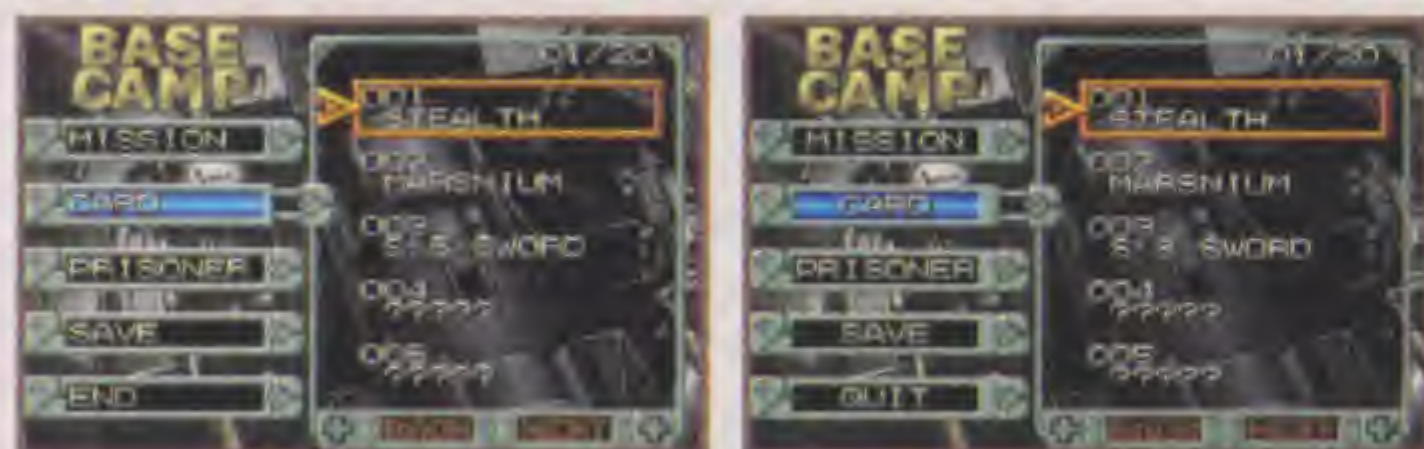 BASE
CAMP
MISSION
CARD
PRISONER
SAVE
END
01/20
001
STEALTH
002
MARSNIUM
003
S·B SWORD
004
?????
005
?????
BASE
CAMP
MISSION
CARD
PRISONER
SAVE
QUIT
01/20
001
STEALTH
002
MARSNIUM
003
S·B SWORD
004
?????
005
?????